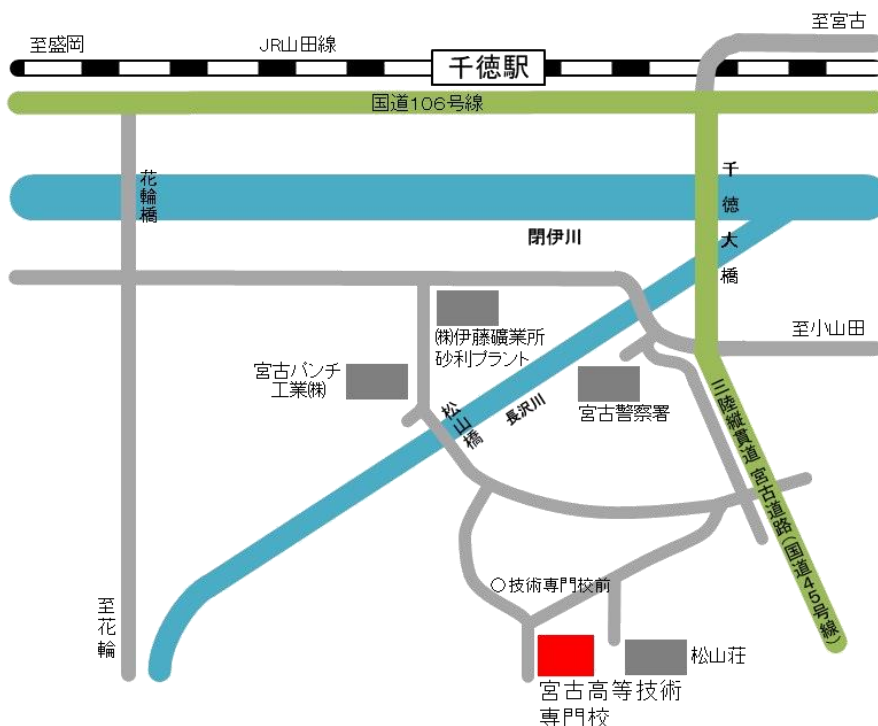 至宮古
至盛岡
JR山田線
千徳駅
国道106号線
花輪橋
千徳大橋
閉伊川
㈱伊藤礦業所
砂利プラント
至小山田
宮古パンチ
工業㈱
松山橋
長沢川
宮古警察署
三陸縦貫道 宮古道路(国道45号線)
○技術専門校前
至花輪
松山荘
宮古高等技術
専門校